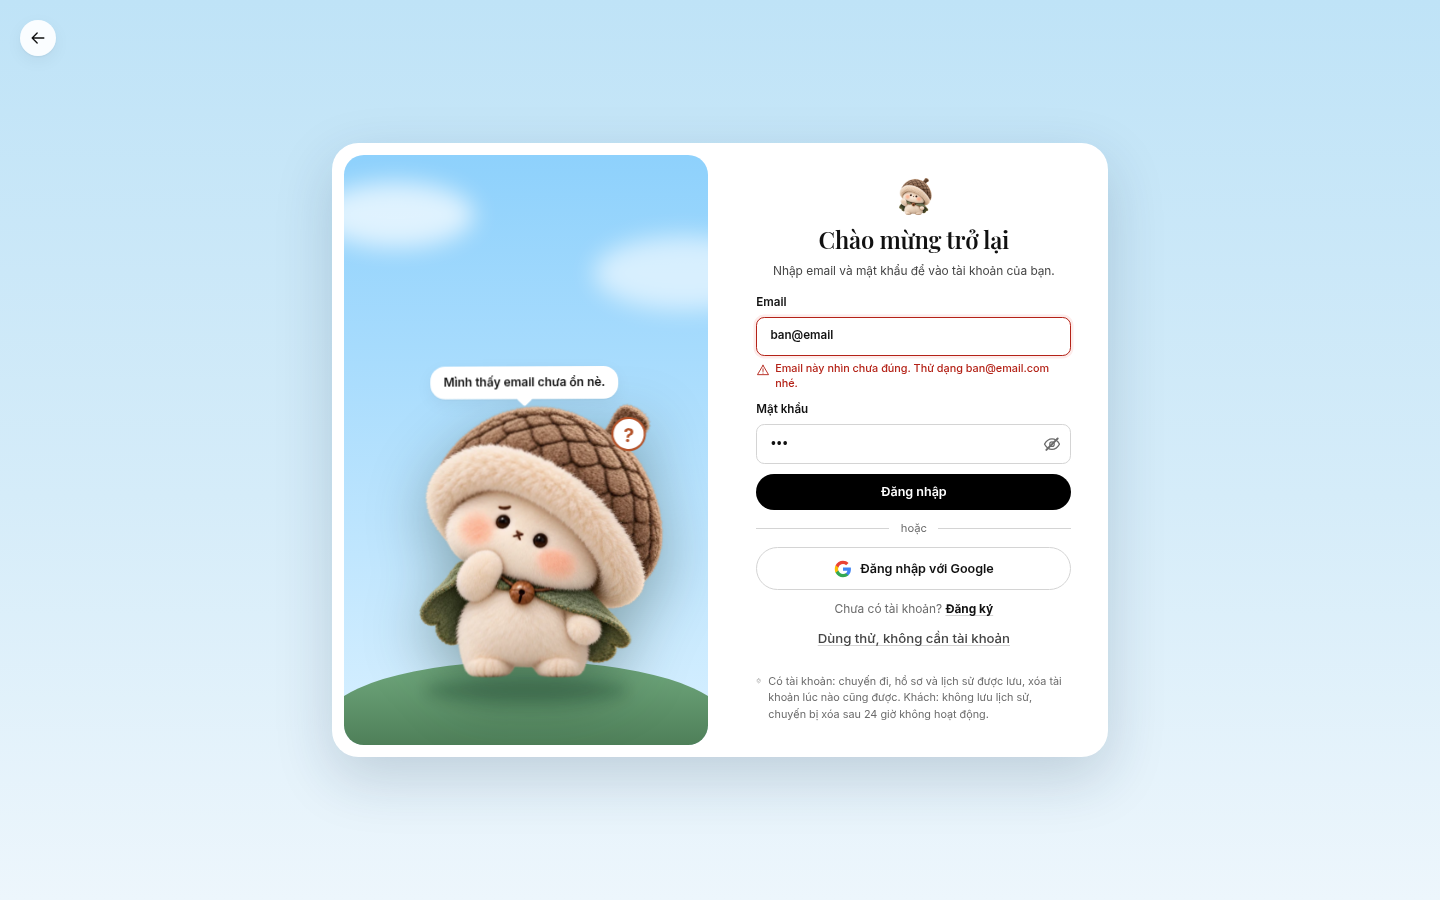 Mình thấy email chưa ổn nè.
?
Chào mừng trở lại
Nhập email và mật khẩu để vào tài khoản của bạn.
Email
ban@email
Email này nhìn chưa đúng. Thử dạng ban@email.com
nhé.
Mật khẩu
•••
Đăng nhập
hoặc
Đăng nhập với Google
Chưa có tài khoản? Đăng ký
Dùng thử, không cần tài khoản
Có tài khoản: chuyến đi, hồ sơ và lịch sử được lưu, xóa tài
khoản lúc nào cũng được. Khách: không lưu lịch sử,
chuyến bị xóa sau 24 giờ không hoạt động.